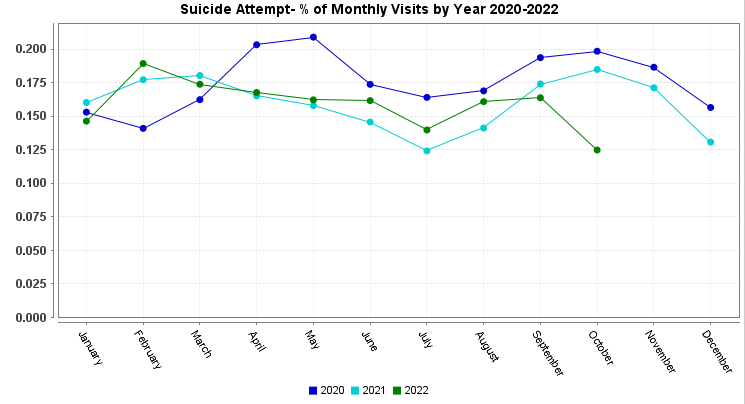 Suicide Attempt- % of Monthly Visits by Year 2020-2022
0.200
0.175
0.150
0.125
0.100
0.075
0.050
0.025
0.000
January
February
March
April
May
June
July
August
September
October
November
December
2020 2021 2022